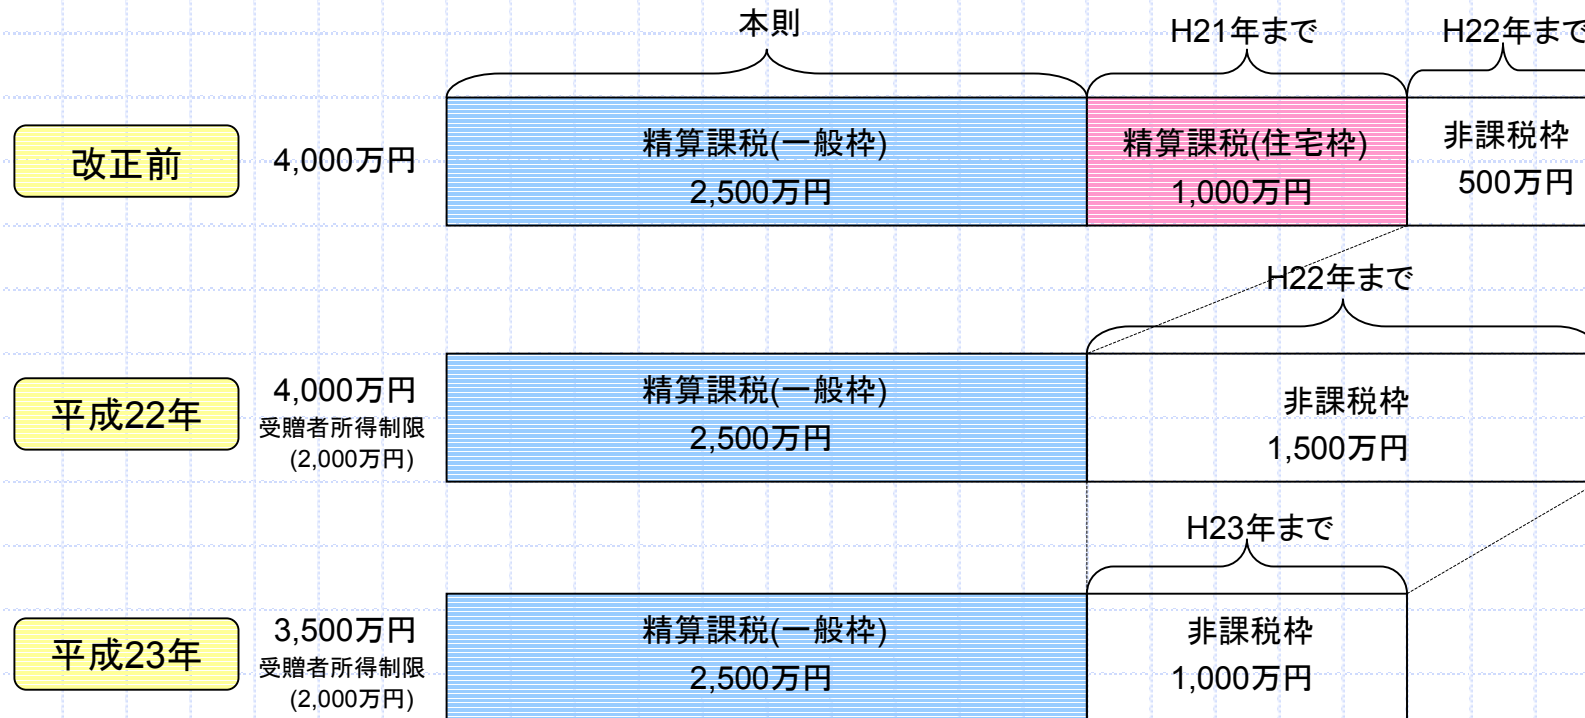 本則
H21年まで
H22年まで
改正前
4,000万円
精算課税(一般枠)
2,500万円
精算課税(住宅枠)
1,000万円
非課税枠
500万円
H22年まで
平成22年
4,000万円
受贈者所得制限
(2,000万円)
精算課税(一般枠)
2,500万円
非課税枠
1,500万円
H23年まで
平成23年
3,500万円
受贈者所得制限
(2,000万円)
精算課税(一般枠)
2,500万円
非課税枠
1,000万円